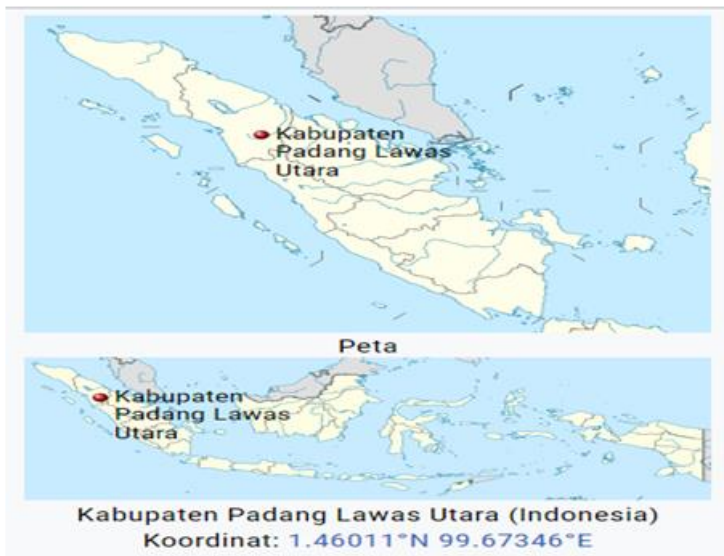 Kabupaten
Padang Lawas
Utara
Peta
Kabupaten
Padang Lawas
Utara
Kabupaten Padang Lawas Utara (Indonesia)
Koordinat: 1.46011°N 99.67346°E